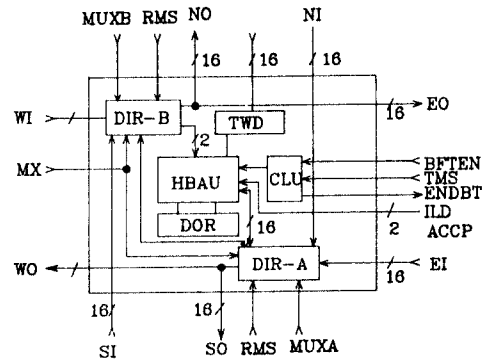 MUXB RMS NO NI
16 16 16
WI DIR-B 16 EO
TWD
2
MX HBAU CLU BFTEN
TMS
ENDBT
DOR 16 ILD
2 ACCP
WO DIR-A EI
16 16
SI SO RMS MUXA